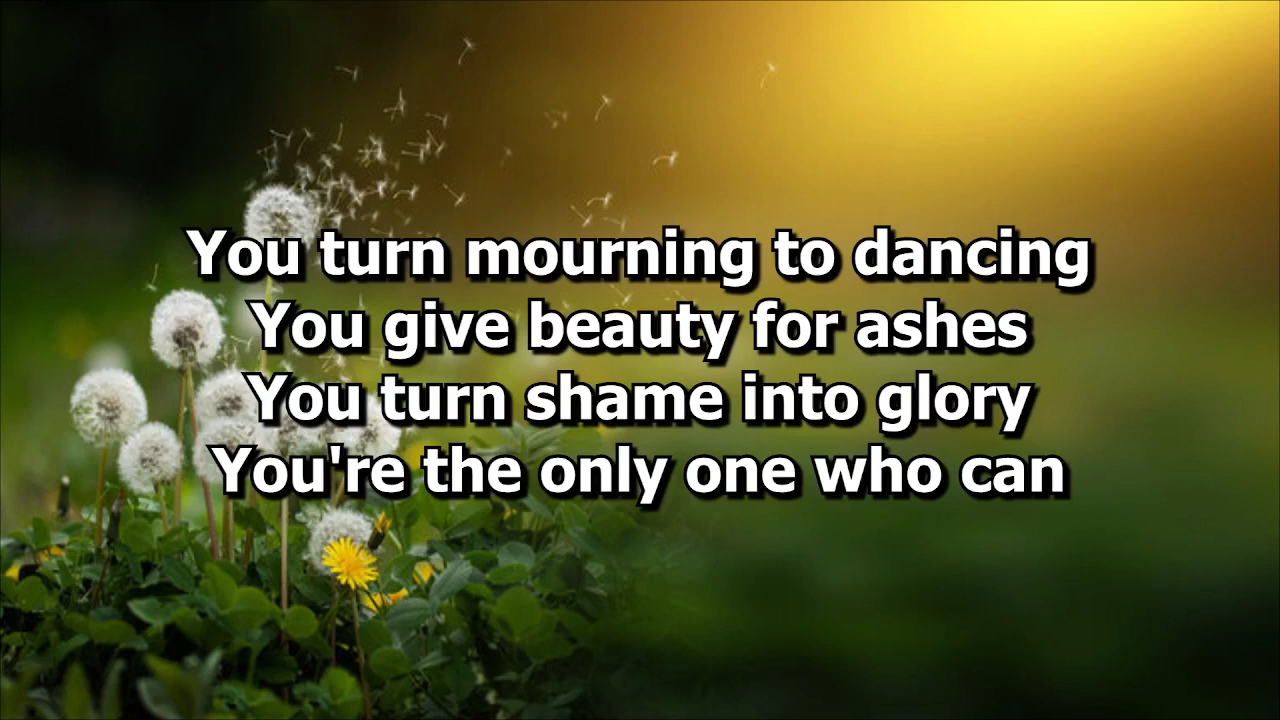 You turn mourning to dancing
You give beauty for ashes
You turn shame into glory
You're the only one who can